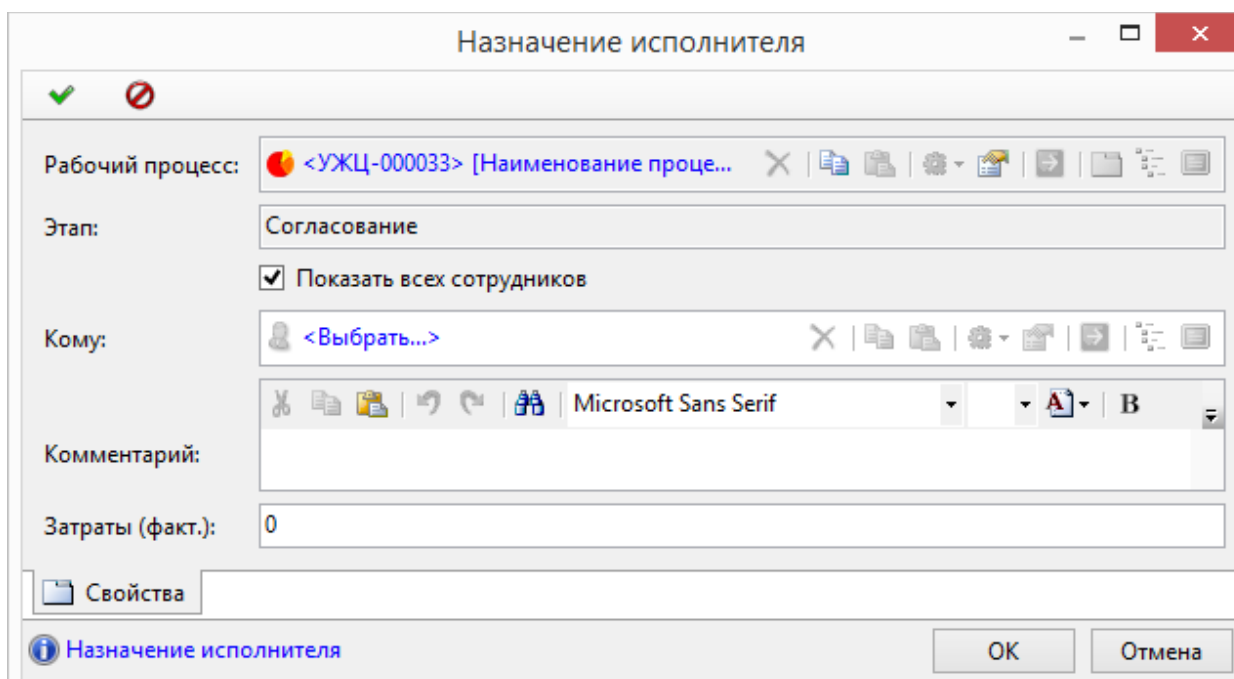 Назначение исполнителя
Рабочий процесс: <УЖЦ-000033> [Наименование проце...
Этап: Согласование
Показать всех сотрудников
Кому: <Выбрать...>
Microsoft Sans Serif A B
Комментарий:
Затраты (факт.): 0
Свойства
Назначение исполнителя OK Отмена